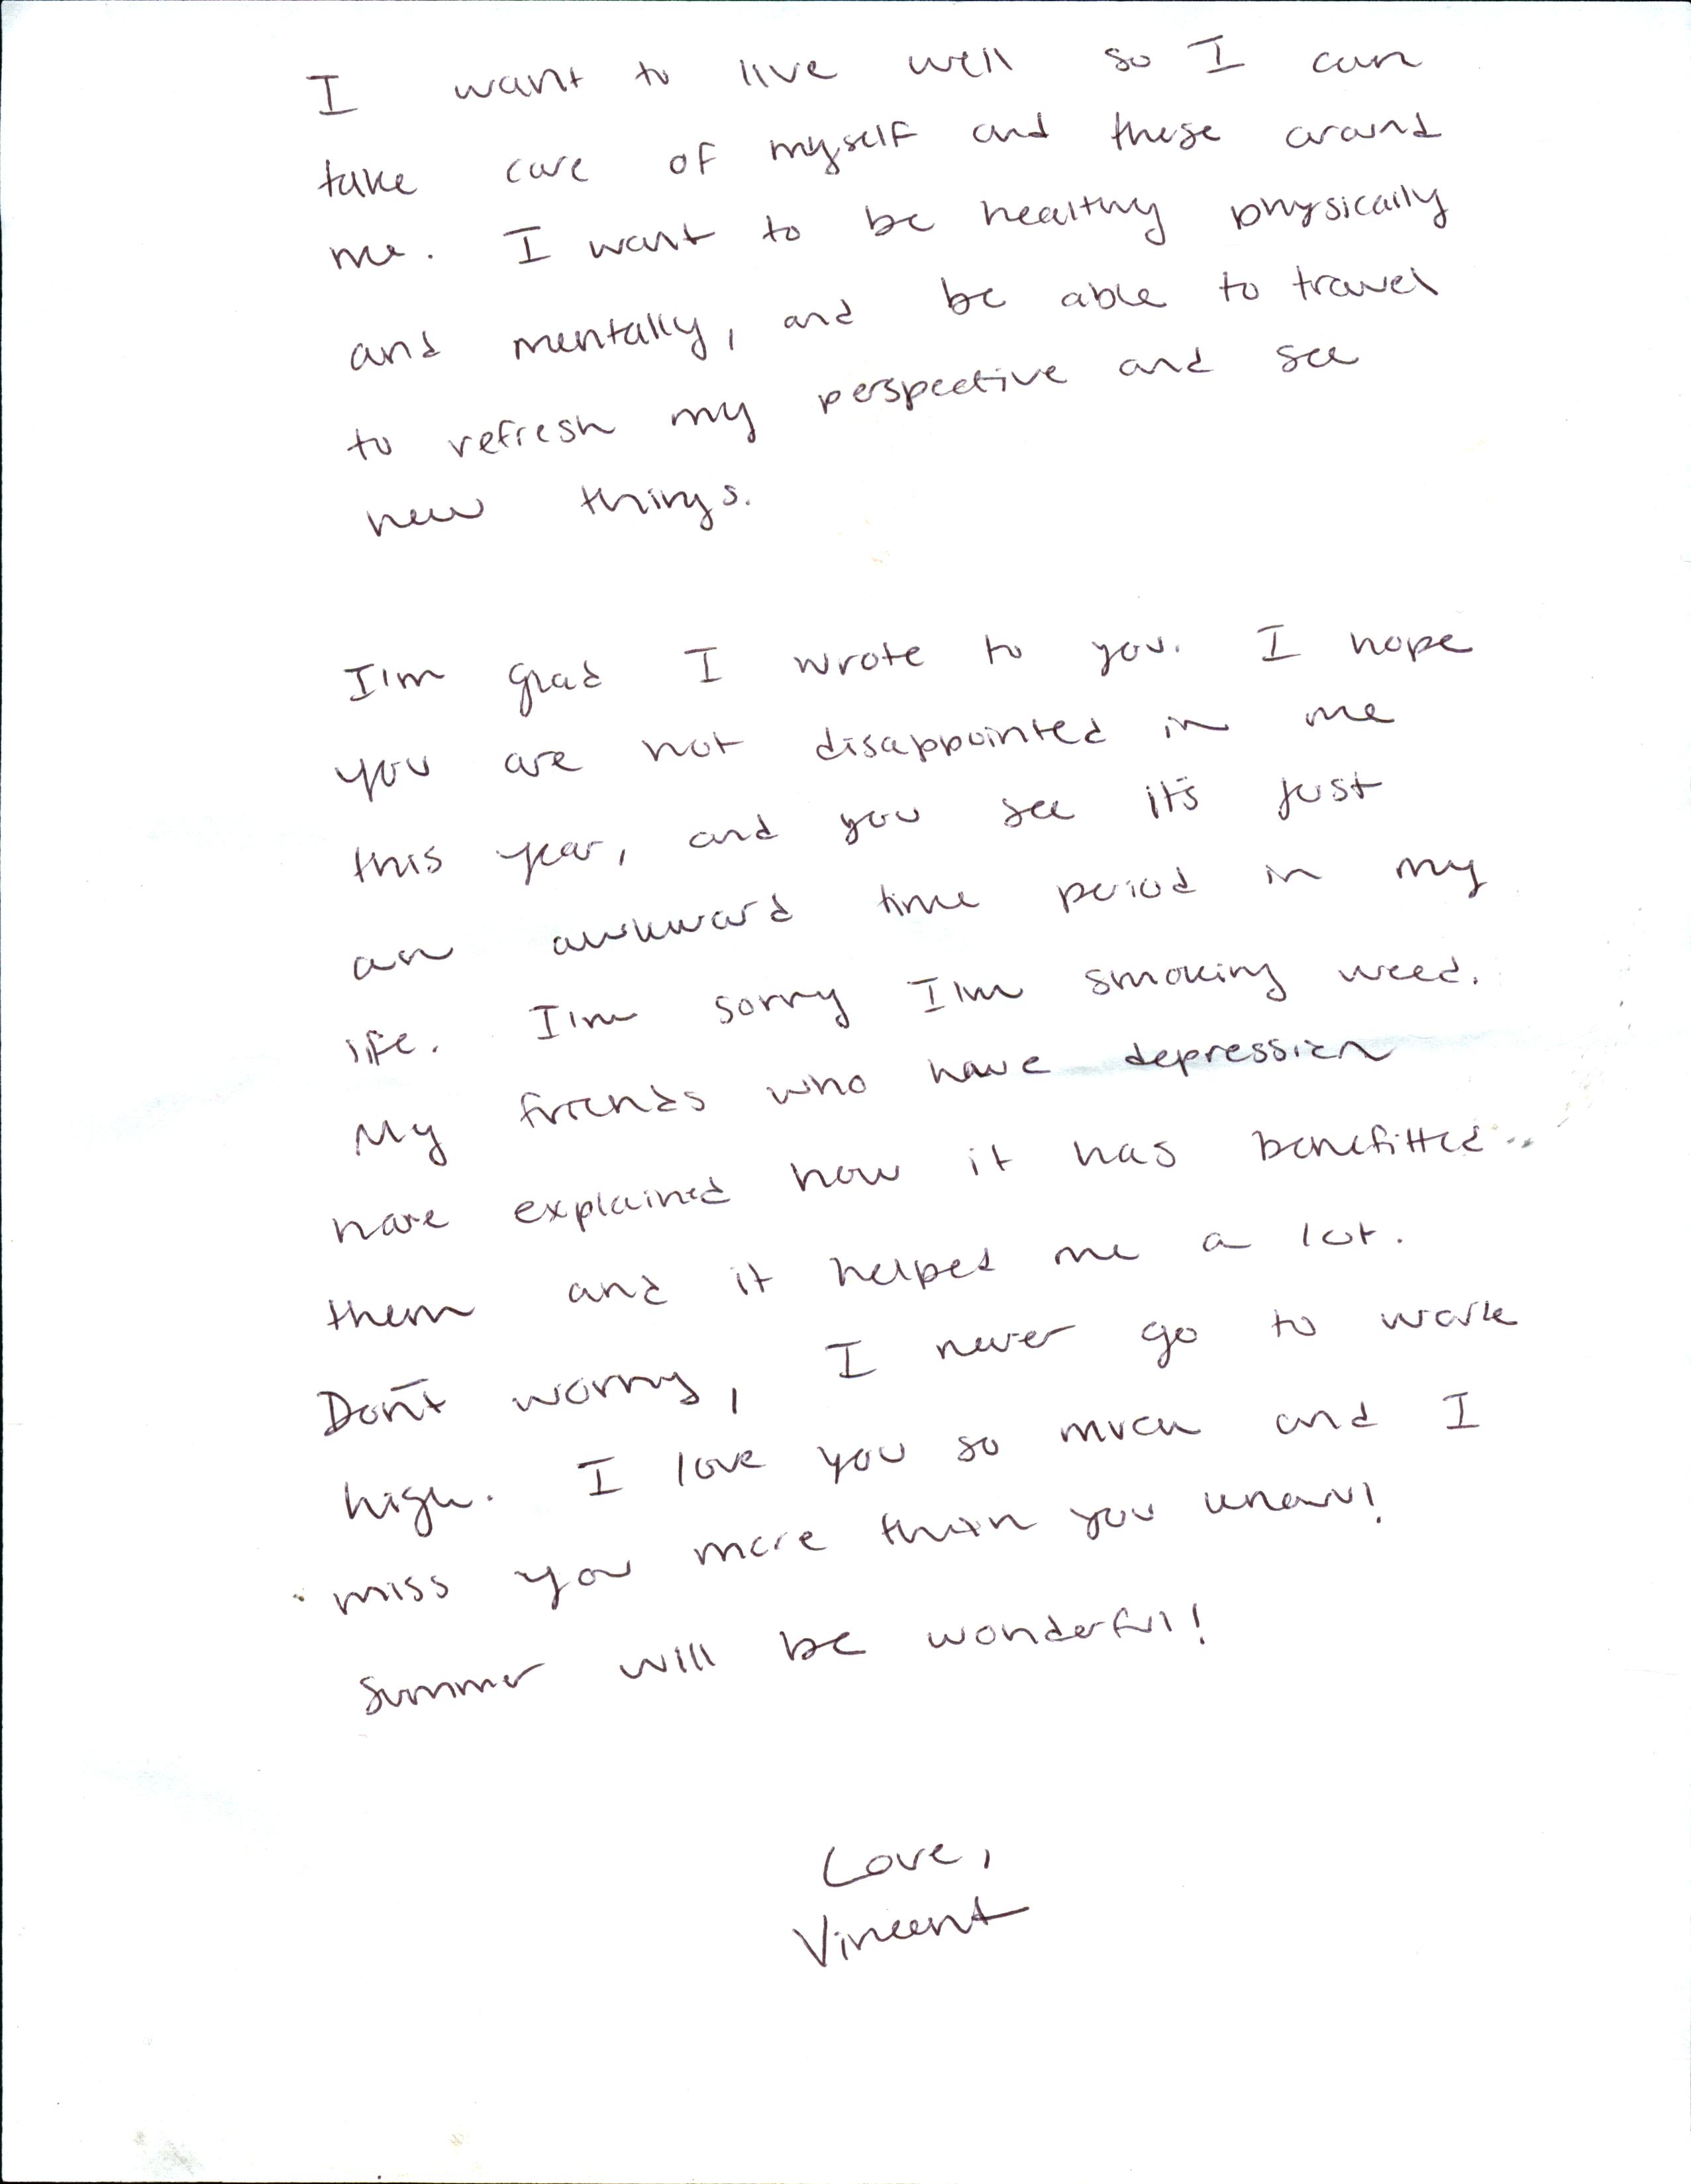 I want to live well so I can
take care of myself and these around
me. I want to be healthy physically
and mentally, and be able to travel
to refresh my perspective and see
new things.
I'm glad I wrote to you. I hope
you are not disappointed in me
this year, and you see it's just
an awkward time period in my
life. I'm sorry I'm smoking weed.
My friends who have depression
have explained how it has benefitted
them and it helped me a lot.
Don't worry, I never go to work
high. I love you so much and I
miss you more than you know!
Summer will be wonderful!
Love,
Vincent